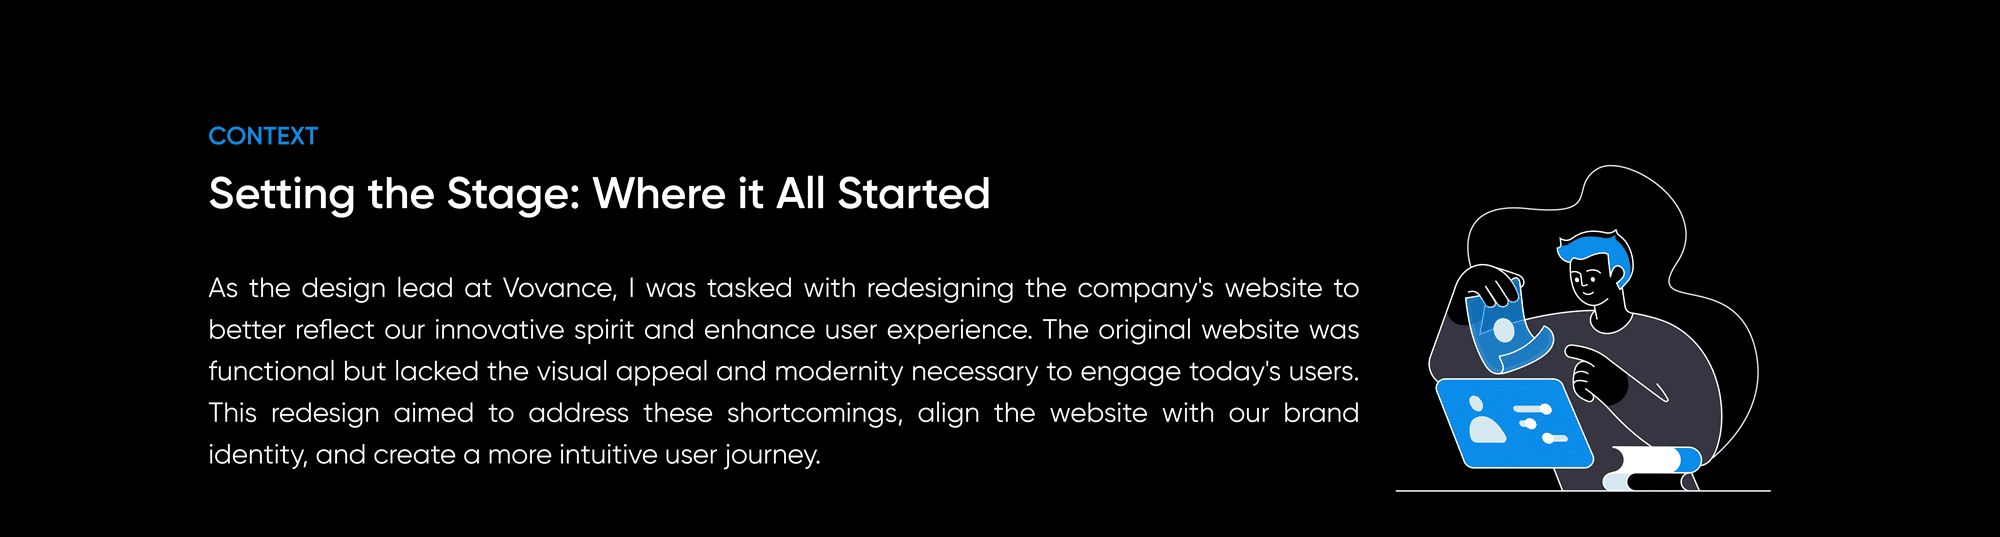 CONTEXT
Setting the Stage: Where it All Started
As the design lead at Vovance, I was tasked with redesigning the company's website to
better reflect our innovative spirit and enhance user experience. The original website was
functional but lacked the visual appeal and modernity necessary to engage today's users.
This redesign aimed to address these shortcomings, align the website with our brand
identity, and create a more intuitive user journey.